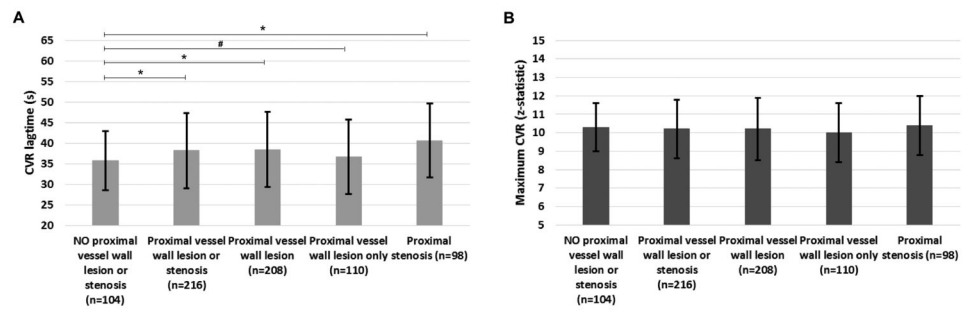 A
*
#
*
*
65
60
55
50
45
40
35
30
25
20
CVR lagtime (s)
NO proximal
vessel wall
lesion or
stenosis
(n=104)
Proximal vessel
wall lesion or
stenosis
(n=216)
Proximal vessel
wall lesion
(n=208)
Proximal vessel
wall lesion only
(n=110)
Proximal
stenosis (n=98)
B
15
14
13
12
11
10
9
8
7
6
5
Maximum CVR (z-statistic)
NO proximal
vessel wall
lesion or
stenosis
(n=104)
Proximal vessel
wall lesion or
stenosis
(n=216)
Proximal vessel
wall lesion
(n=208)
Proximal vessel
wall lesion only
(n=110)
Proximal
stenosis (n=98)